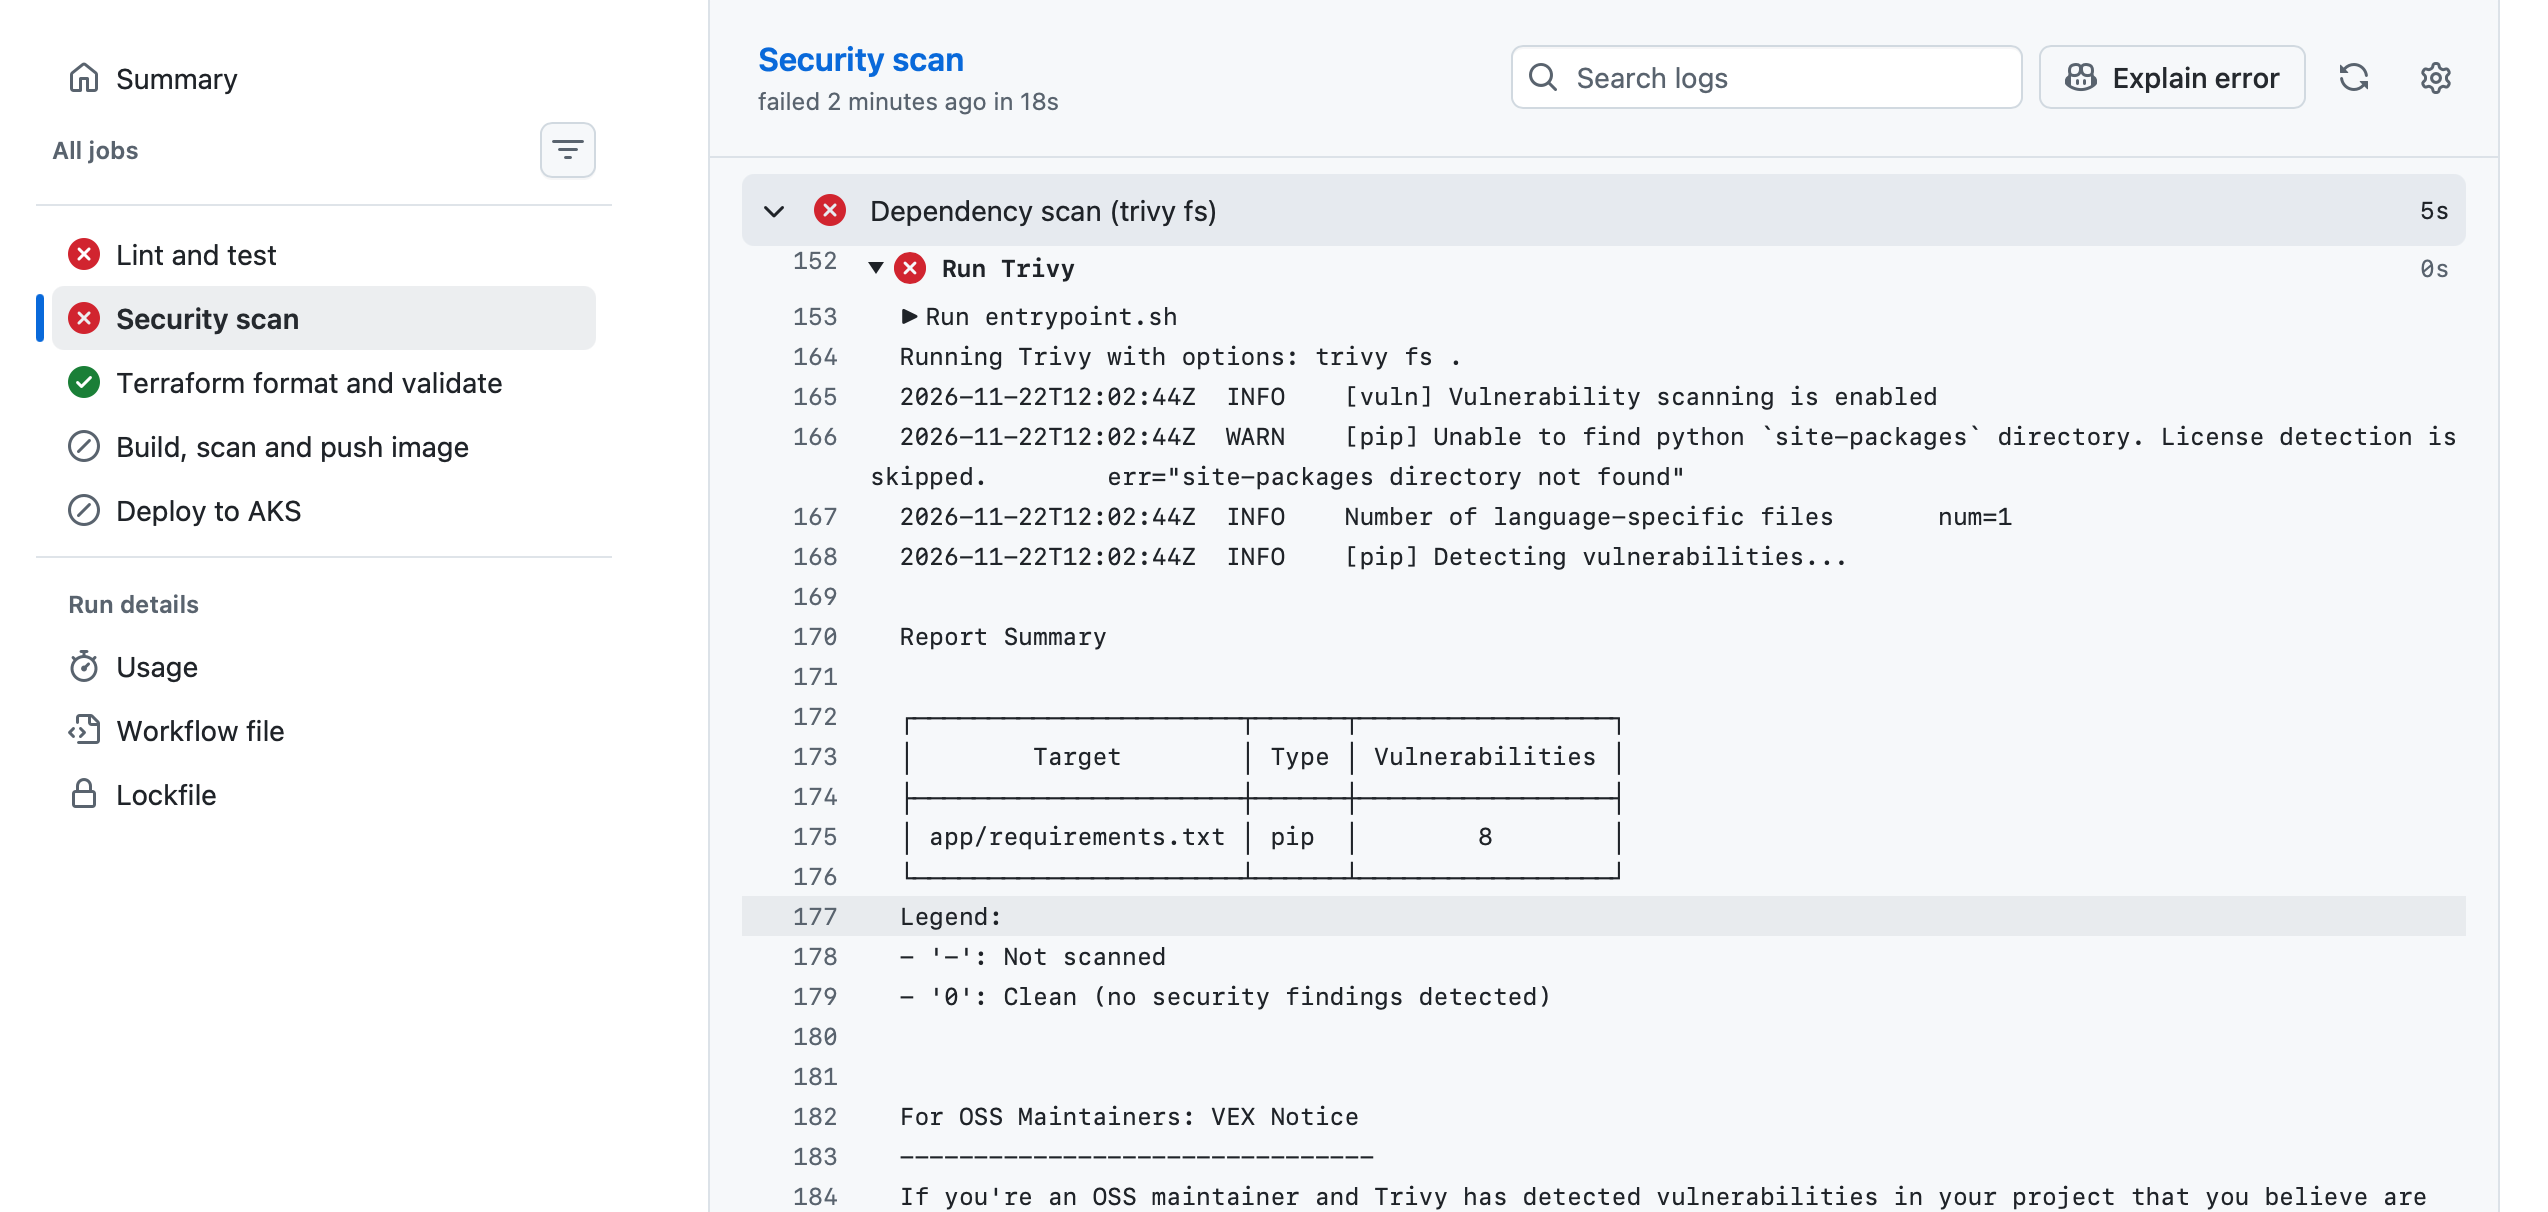 Summary
All jobs
Lint and test
Security scan
Terraform format and validate
Build, scan and push image
Deploy to AKS
Run details
Usage
Workflow file
Lockfile
Security scan
failed 2 minutes ago in 18s
Search logs
Explain error
Dependency scan (trivy fs) 5s
152 Run Trivy 0s
153 Run entrypoint.sh
164 Running Trivy with options: trivy fs .
165 2026-11-22T12:02:44Z INFO [vuln] Vulnerability scanning is enabled
166 2026-11-22T12:02:44Z WARN [pip] Unable to find python `site-packages` directory. License detection is
skipped. err="site-packages directory not found"
167 2026-11-22T12:02:44Z INFO Number of language-specific files num=1
168 2026-11-22T12:02:44Z INFO [pip] Detecting vulnerabilities...
169
170 Report Summary
171
172
173 Target Type Vulnerabilities
174
175 app/requirements.txt pip 8
176
177 Legend:
178 - '-': Not scanned
179 - '0': Clean (no security findings detected)
180
181
182 For OSS Maintainers: VEX Notice
183 --------------------------------
184 If you're an OSS maintainer and Trivy has detected vulnerabilities in your project that you believe are